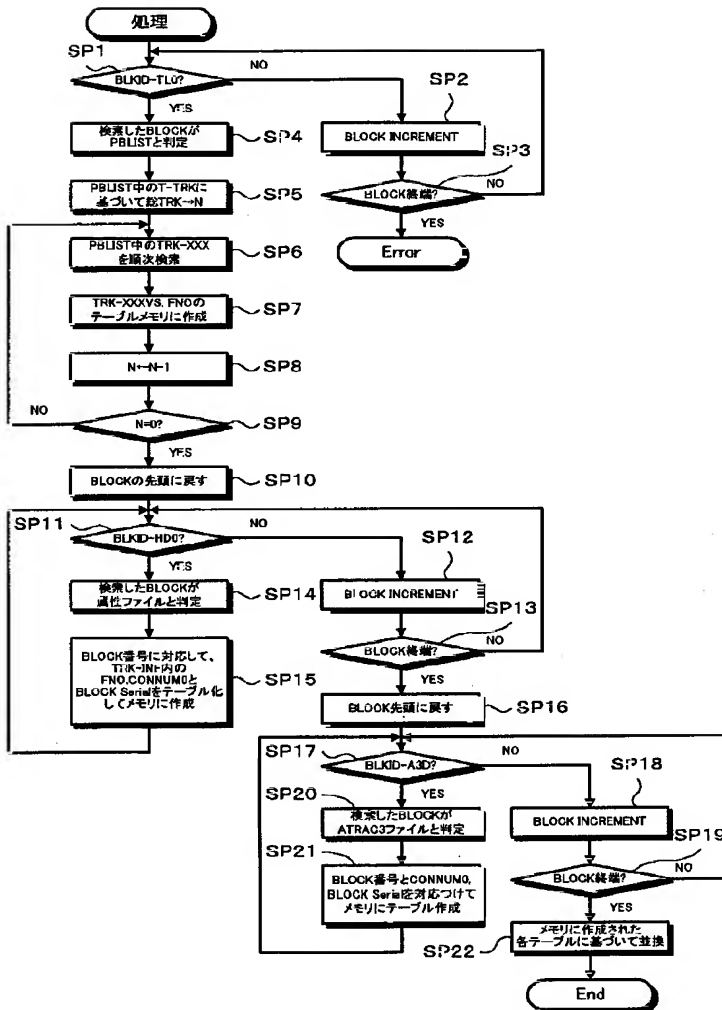 処理
SP1
BLKID-TL0?
NO
YES
SP2
BLOCK INCREMENT
検索したBLOCKが
PBLISTと判定
SP4
SP3
BLOCK終端?
NO
YES
Error
PBLIST中のT-TRKに
基づいて総TRK→N
SP5
PBLIST中のTRK-XXX
を順次検索
SP6
TRK-XXXVS. FNOの
テーブルメモリに作成
SP7
N←N-1
SP8
NO
N=0?
SP9
YES
BLOCKの先頭に戻す
SP10
SP11
BLKID-HD0?
NO
YES
SP12
BLOCK INCREMENT
検索したBLOCKが
属性ファイルと判定
SP14
SP13
BLOCK終端?
NO
YES
BLOCK番号に対応して、
TRK-INF内の
FNO,CONNUM0と
BLOCK Serialをテーブル化
してメモリに作成
SP15
BLOCK先頭に戻す
SP16
SP17
BLKID-A3D?
NO
YES
SP18
BLOCK INCREMENT
SP20
検索したBLOCKが
ATRAC3ファイルと判定
SP19
BLOCK終端?
NO
YES
SP21
BLOCK番号とCONNUM0,
BLOCK Serialを対応つけて
メモリにテーブル作成
SP22
メモリに作成された
各テーブルに基づいて並換
End